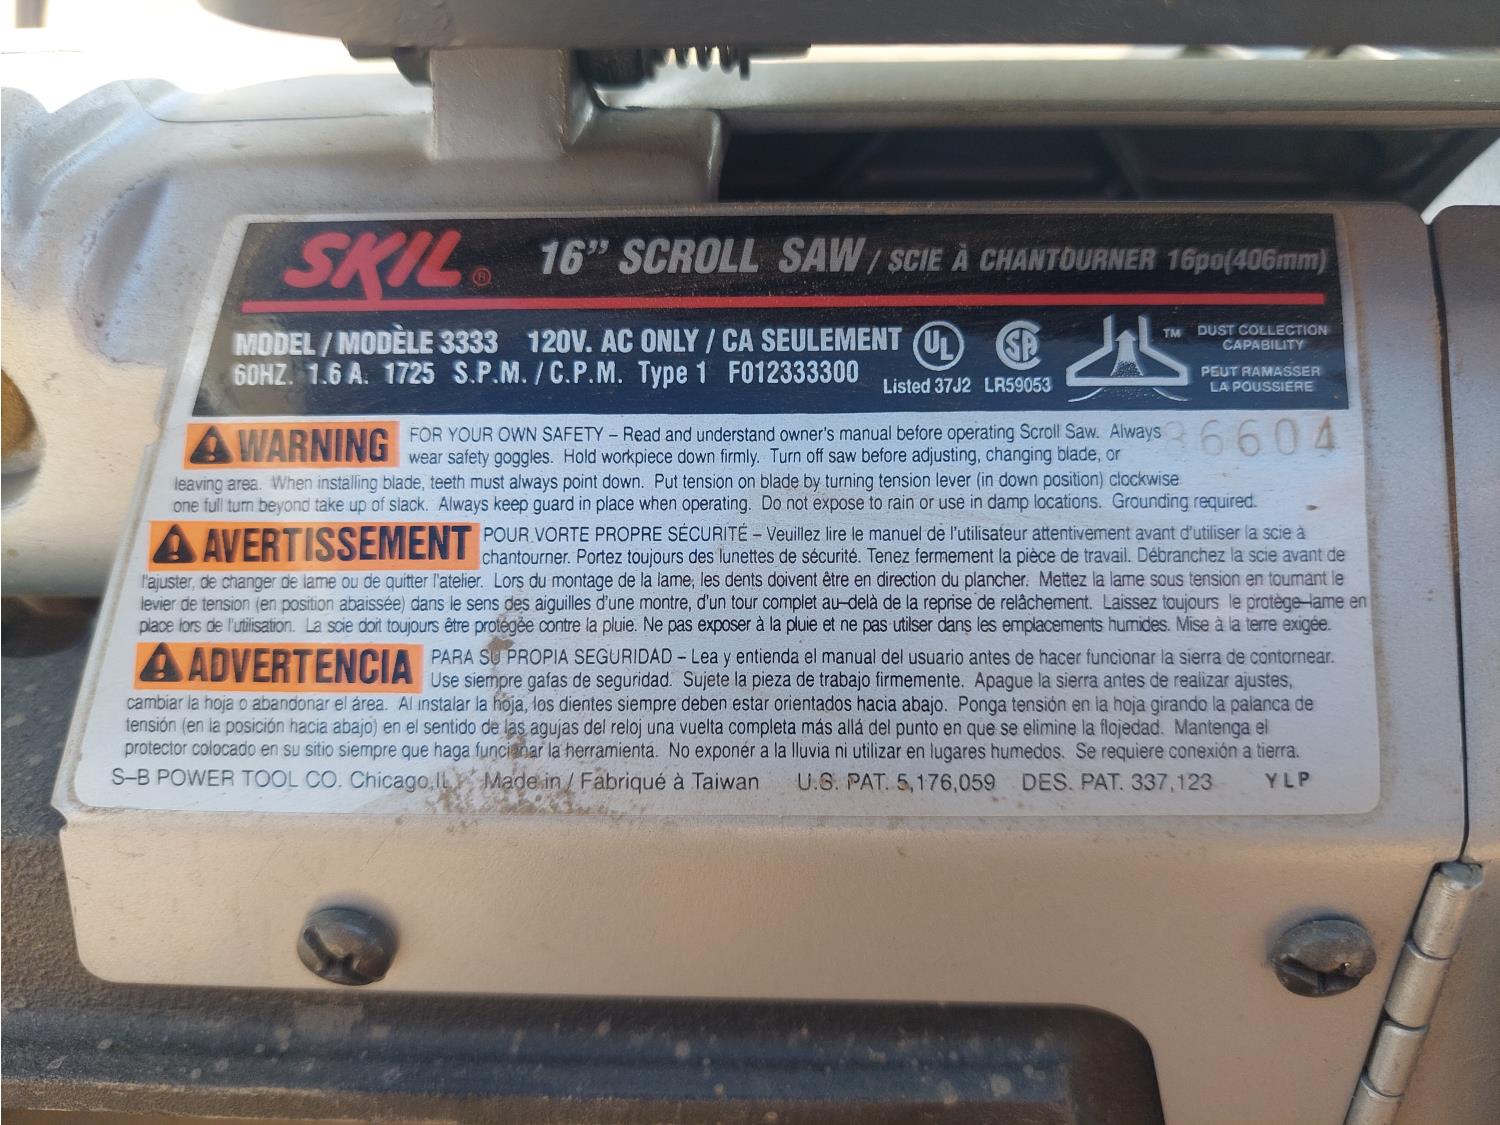 SKIL® 16” SCROLL SAW / SCIE À CHANTOURNER 16po(406mm)
MODEL / MODÈLE 3333 120V. AC ONLY / CA SEULEMENT
60HZ. 1.6 A. 1725 S.P.M. / C.P.M. Type 1 F012333300
UL
Listed 37J2
SA
LR59053
TM
DUST COLLECTION
CAPABILITY
PEUT RAMASSER
LA POUSSIERE
WARNING FOR YOUR OWN SAFETY – Read and understand owner's manual before operating Scroll Saw. Always
wear safety goggles. Hold workpiece down firmly. Turn off saw before adjusting, changing blade, or
leaving area. When installing blade, teeth must always point down. Put tension on blade by turning tension lever (in down position) clockwise
one full turn beyond take up of slack. Always keep guard in place when operating. Do not expose to rain or use in damp locations. Grounding required.
AVERTISSEMENT POUR VORTE PROPRE SÉCURITÉ – Veuillez lire le manuel de l'utilisateur attentivement avant d'utiliser la scie à
chantourner. Portez toujours des lunettes de sécurité. Tenez fermement la pièce de travail. Débranchez la scie avant de
l'ajuster, de changer de lame ou de quitter l'atelier. Lors du montage de la lame, les dents doivent être en direction du plancher. Mettez la lame sous tension en tournant le
levier de tension (en position abaissée) dans le sens des aiguilles d'une montre, d'un tour complet au–delà de la reprise de relâchement. Laissez toujours le protège–lame en
place lors de l'utilisation. La scie doit toujours être protégée contre la pluie. Ne pas exposer à la pluie et ne pas utilser dans les emplacements humides. Mise à la terre exigée.
ADVERTENCIA PARA SU PROPIA SEGURIDAD – Lea y entienda el manual del usuario antes de hacer funcionar la sierra de contornear.
Use siempre gafas de seguridad. Sujete la pieza de trabajo firmemente. Apague la sierra antes de realizar ajustes,
cambiar la hoja o abandonar el área. Al instalar la hoja, los dientes siempre deben estar orientados hacia abajo. Ponga tensión en la hoja girando la palanca de
tensión (en la posición hacia abajo) en el sentido de las agujas del reloj una vuelta completa más allá del punto en que se elimine la flojedad. Mantenga el
protector colocado en su sitio siempre que haga funcionar la herramienta. No exponer a la lluvia ni utilizar en lugares humedos. Se requiere conexión a tierra.
S–B POWER TOOL CO. Chicago,IL Made in / Fabriqué à Taiwan U.S. PAT. 5,176,059 DES. PAT. 337,123 YLP